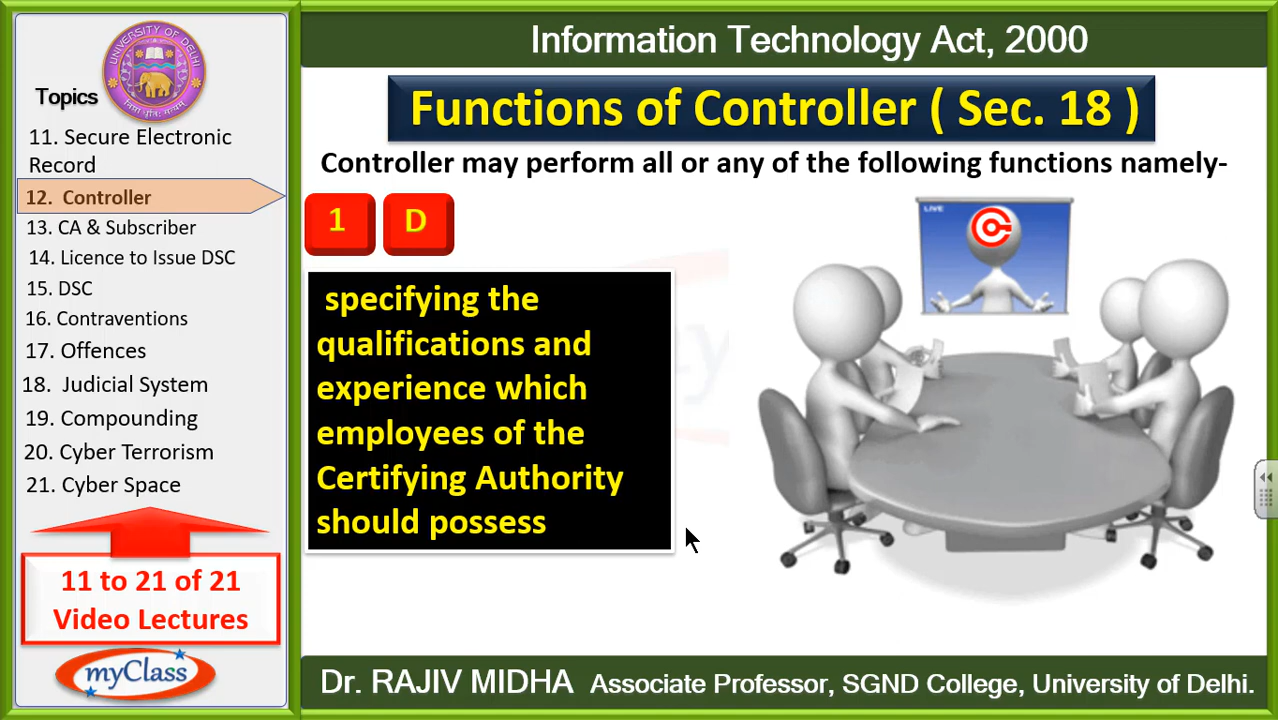 Information Technology Act, 2000
UNIVERSITY OF DELHI
Topics
11. Secure Electronic
Record
12. Controller
13. CA & Subscriber
14. Licence to Issue DSC
15. DSC
16. Contraventions
17. Offences
18. Judicial System
19. Compounding
20. Cyber Terrorism
21. Cyber Space
11 to 21 of 21
Video Lectures
myClass
Functions of Controller ( Sec. 18 )
Controller may perform all or any of the following functions namely-
1 D
specifying the
qualifications and
experience which
employees of the
Certifying Authority
should possess
LIVE
Dr. RAJIV MIDHA Associate Professor, SGND College, University of Delhi.